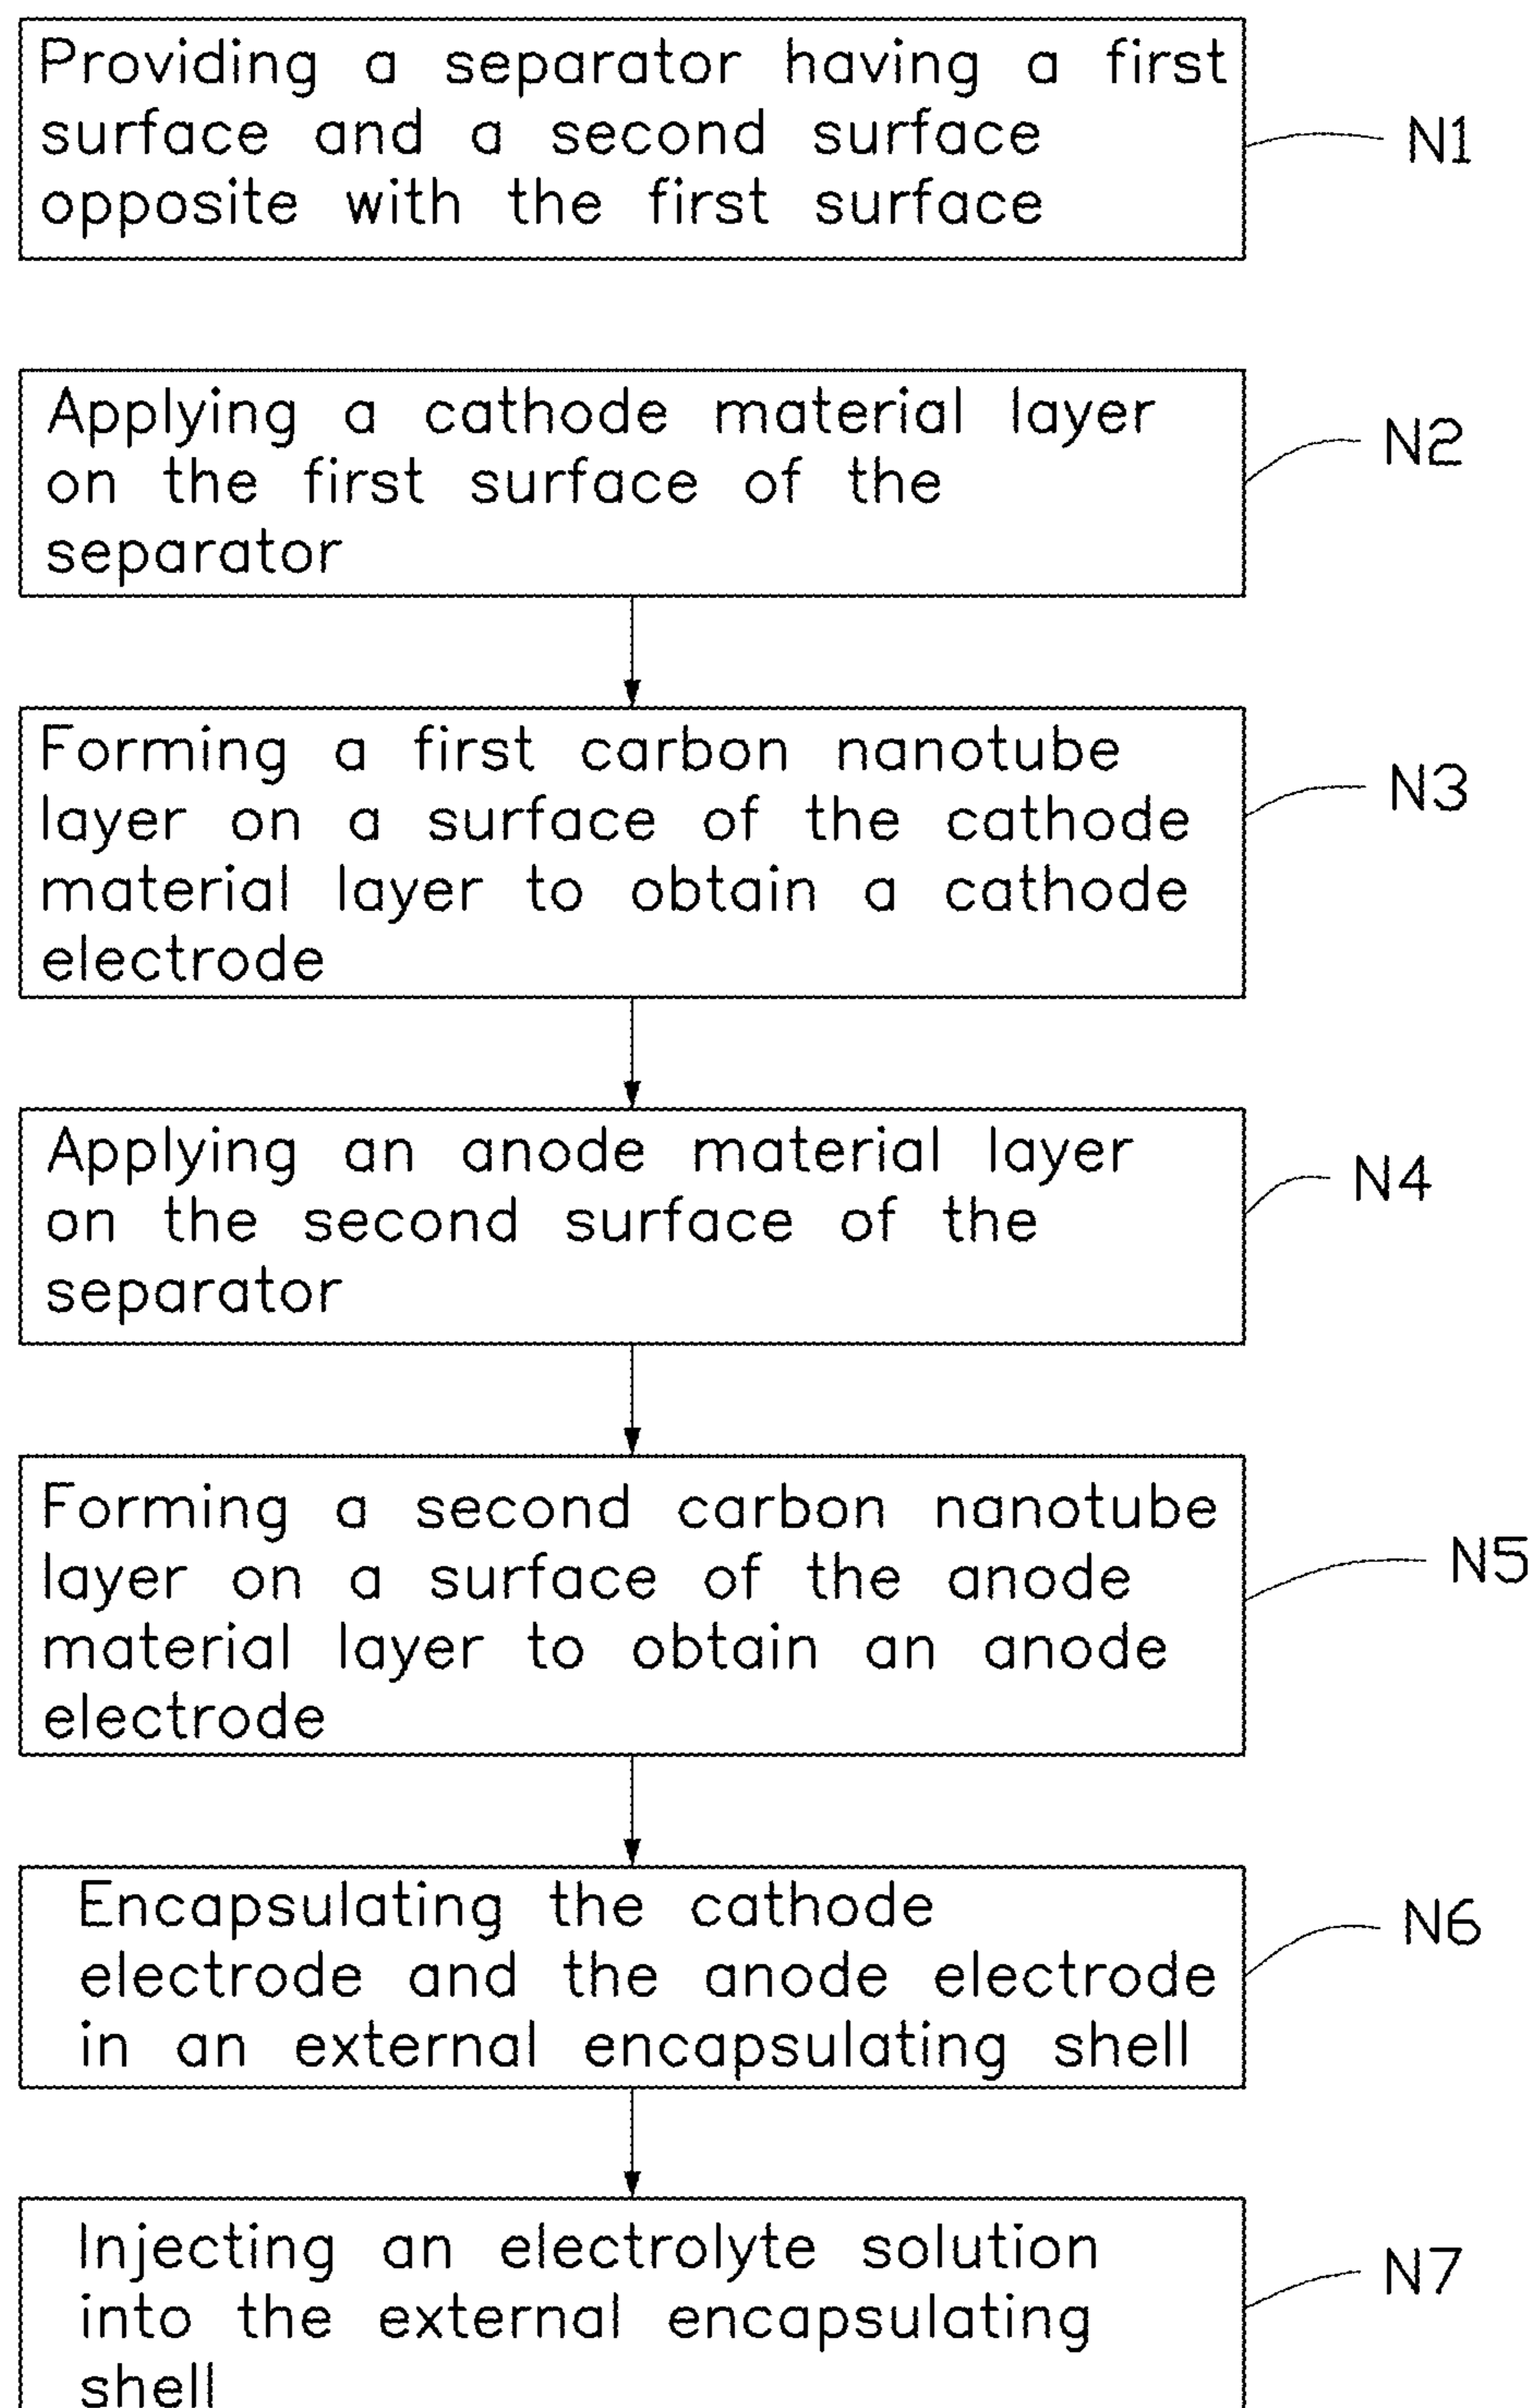 Providing a separator having a first
surface and a second surface
opposite with the first surface
N1
Applying a cathode material layer
on the first surface of the
separator
N2
Forming a first carbon nanotube
layer on a surface of the cathode
material layer to obtain a cathode
electrode
N3
Applying an anode material layer
on the second surface of the
separator
N4
Forming a second carbon nanotube
layer on a surface of the anode
material layer to obtain an anode
electrode
N5
Encapsulating the cathode
electrode and the anode electrode
in an external encapsulating shell
N6
Injecting an electrolyte solution
into the external encapsulating
shell
N7